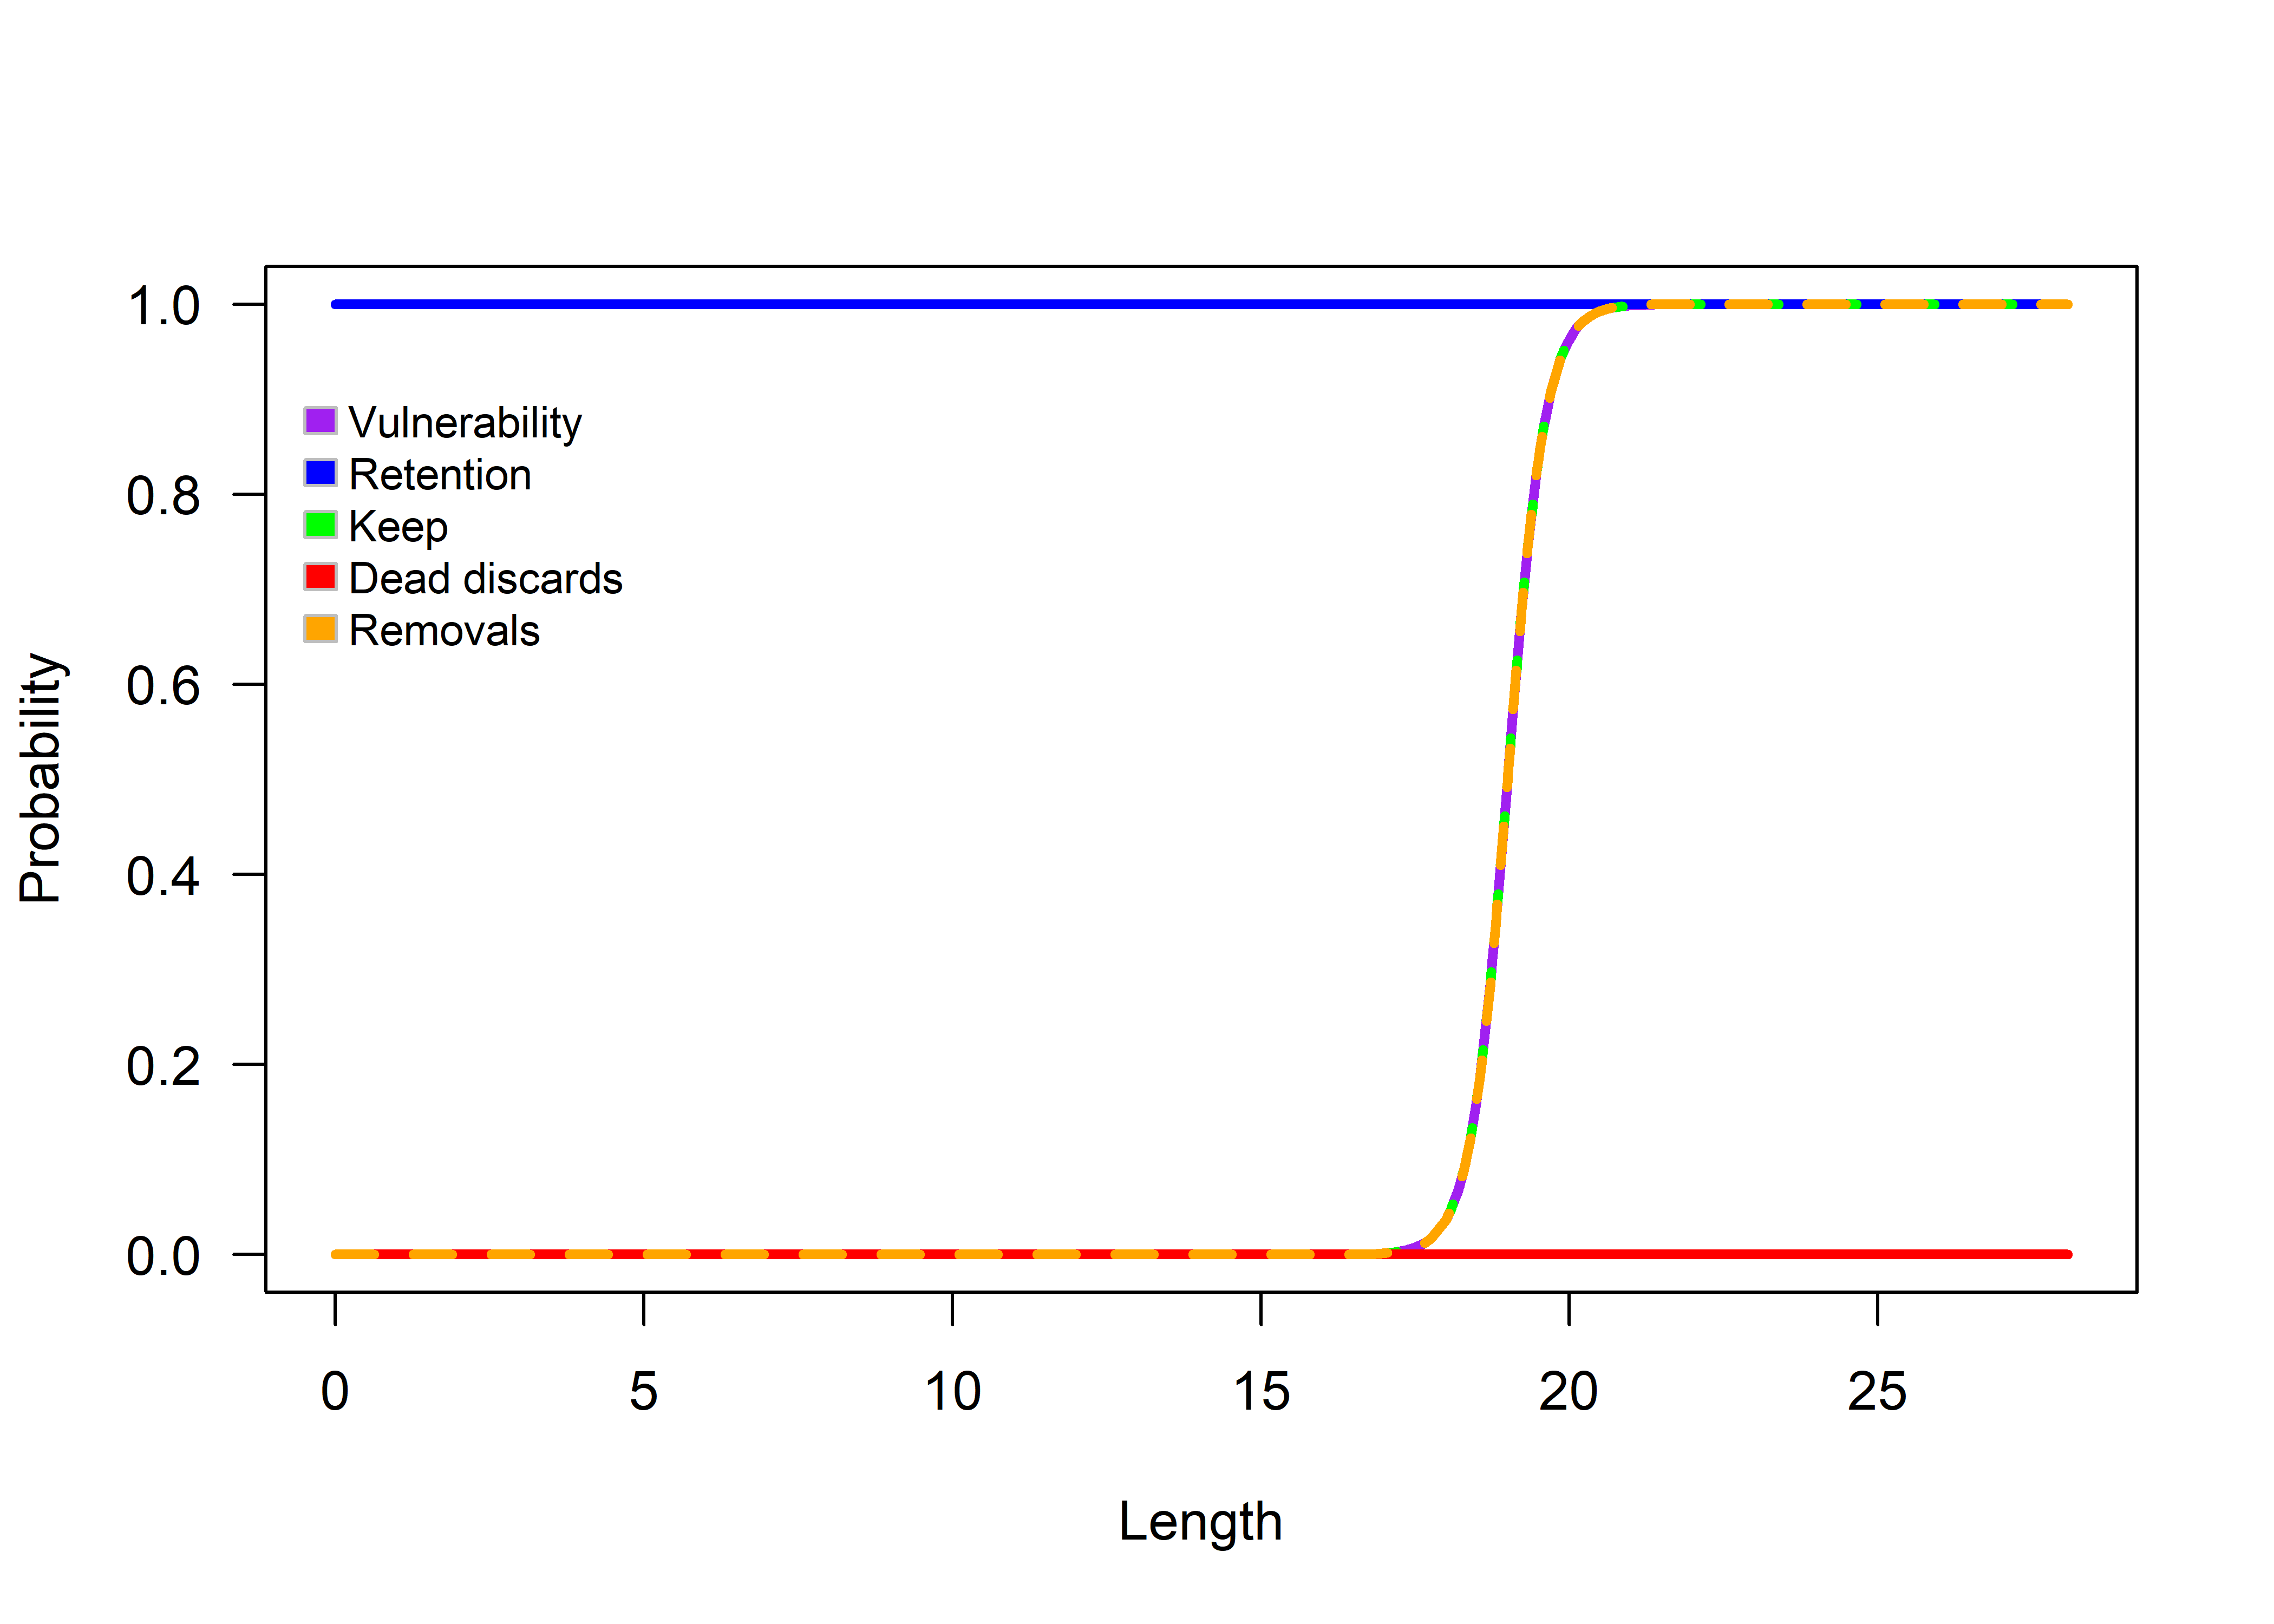 1.0
0.8
0.6
0.4
0.2
0.0
Probability
Vulnerability
Retention
Keep
Dead discards
Removals
0 5 10 15 20 25
Length